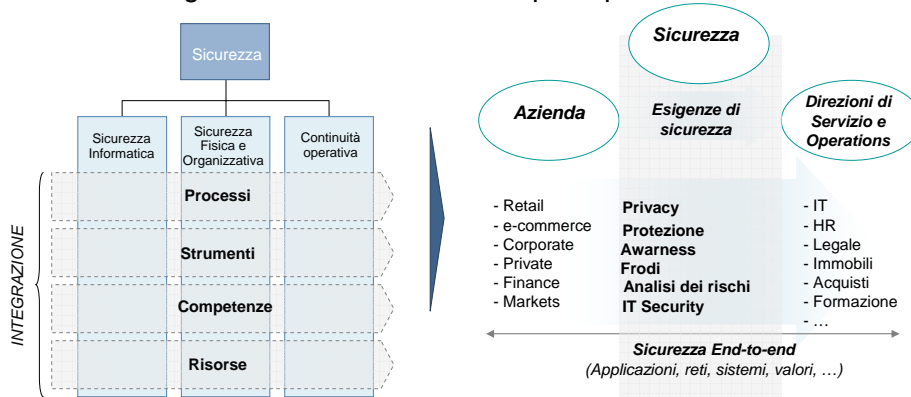 Sicurezza
Sicurezza
Informatica
Sicurezza
Fisica e
Organizzativa
Continuità
operativa
INTEGRAZIONE
Processi
Strumenti
Competenze
Risorse
Sicurezza
Azienda
Esigenze di
sicurezza
Direzioni di
Servizio e
Operations
- Retail
- e-commerce
- Corporate
- Private
- Finance
- Markets
Privacy
Protezione
Awarness
Frodi
Analisi dei rischi
IT Security
- IT
- HR
- Legale
- Immobili
- Acquisti
- Formazione
- …
Sicurezza End-to-end
(Applicazioni, reti, sistemi, valori, …)